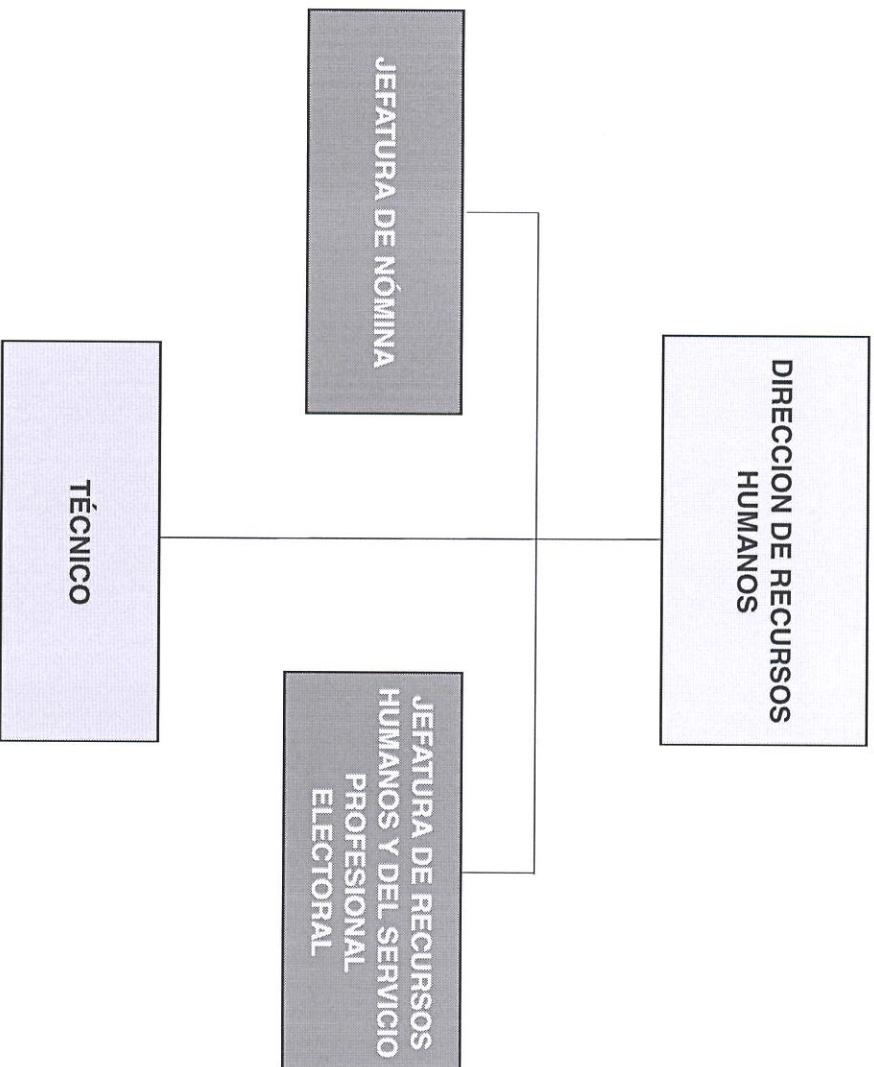 DIRECCION DE RECURSOS
HUMANOS
JEFATURA DE NÓMINA
JEFATURA DE RECURSOS
HUMANOS Y DEL SERVICIO
PROFESIONAL
ELECTORAL
TÉCNICO